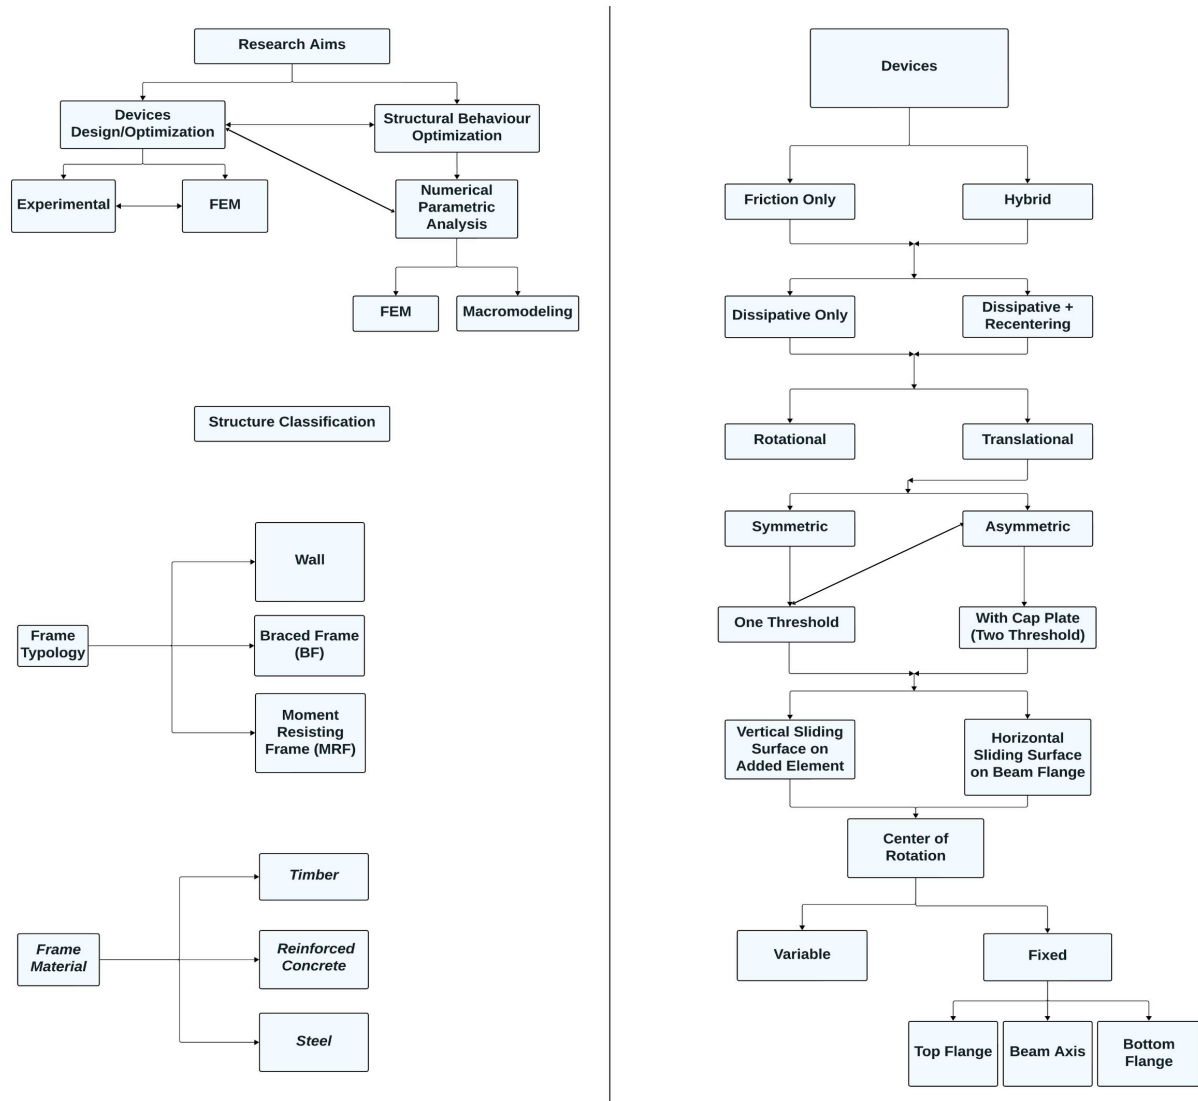 Research Aims
Devices
Design/Optimization
Structural Behaviour
Optimization
Experimental
FEM
Numerical
Parametric
Analysis
FEM
Macromodeling
Structure Classification
Frame
Typology
Wall
Braced Frame
(BF)
Moment
Resisting
Frame (MRF)
Frame
Material
Timber
Reinforced
Concrete
Steel
Devices
Friction Only
Hybrid
Dissipative Only
Dissipative +
Recentering
Rotational
Translational
Symmetric
Asymmetric
One Threshold
With Cap Plate
(Two Threshold)
Vertical Sliding
Surface on
Added Element
Horizontal
Sliding Surface
on Beam Flange
Center of
Rotation
Variable
Fixed
Top Flange
Beam Axis
Bottom
Flange